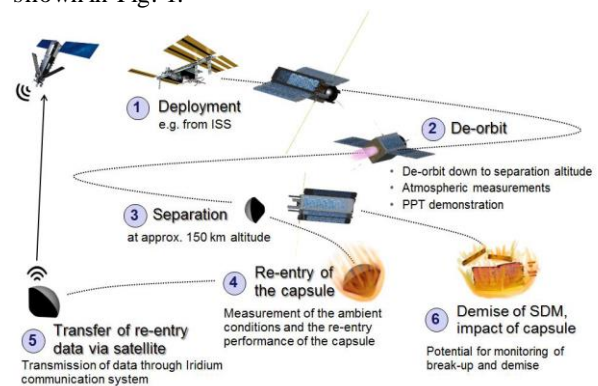 shown in Fig. 1.
1 Deployment
e.g. from ISS
2 De-orbit
• De-orbit down to separation altitude
• Atmospheric measurements
• PPT demonstration
3 Separation
at approx. 150 km altitude
4 Re-entry of
the capsule
Measurement of the ambient
conditions and the re-entry
performance of the capsule
5 Transfer of re-entry
data via satellite
Transmission of data through Iridium
communication system
6 Demise of SDM,
impact of capsule
Potential for monitoring of
break-up and demise